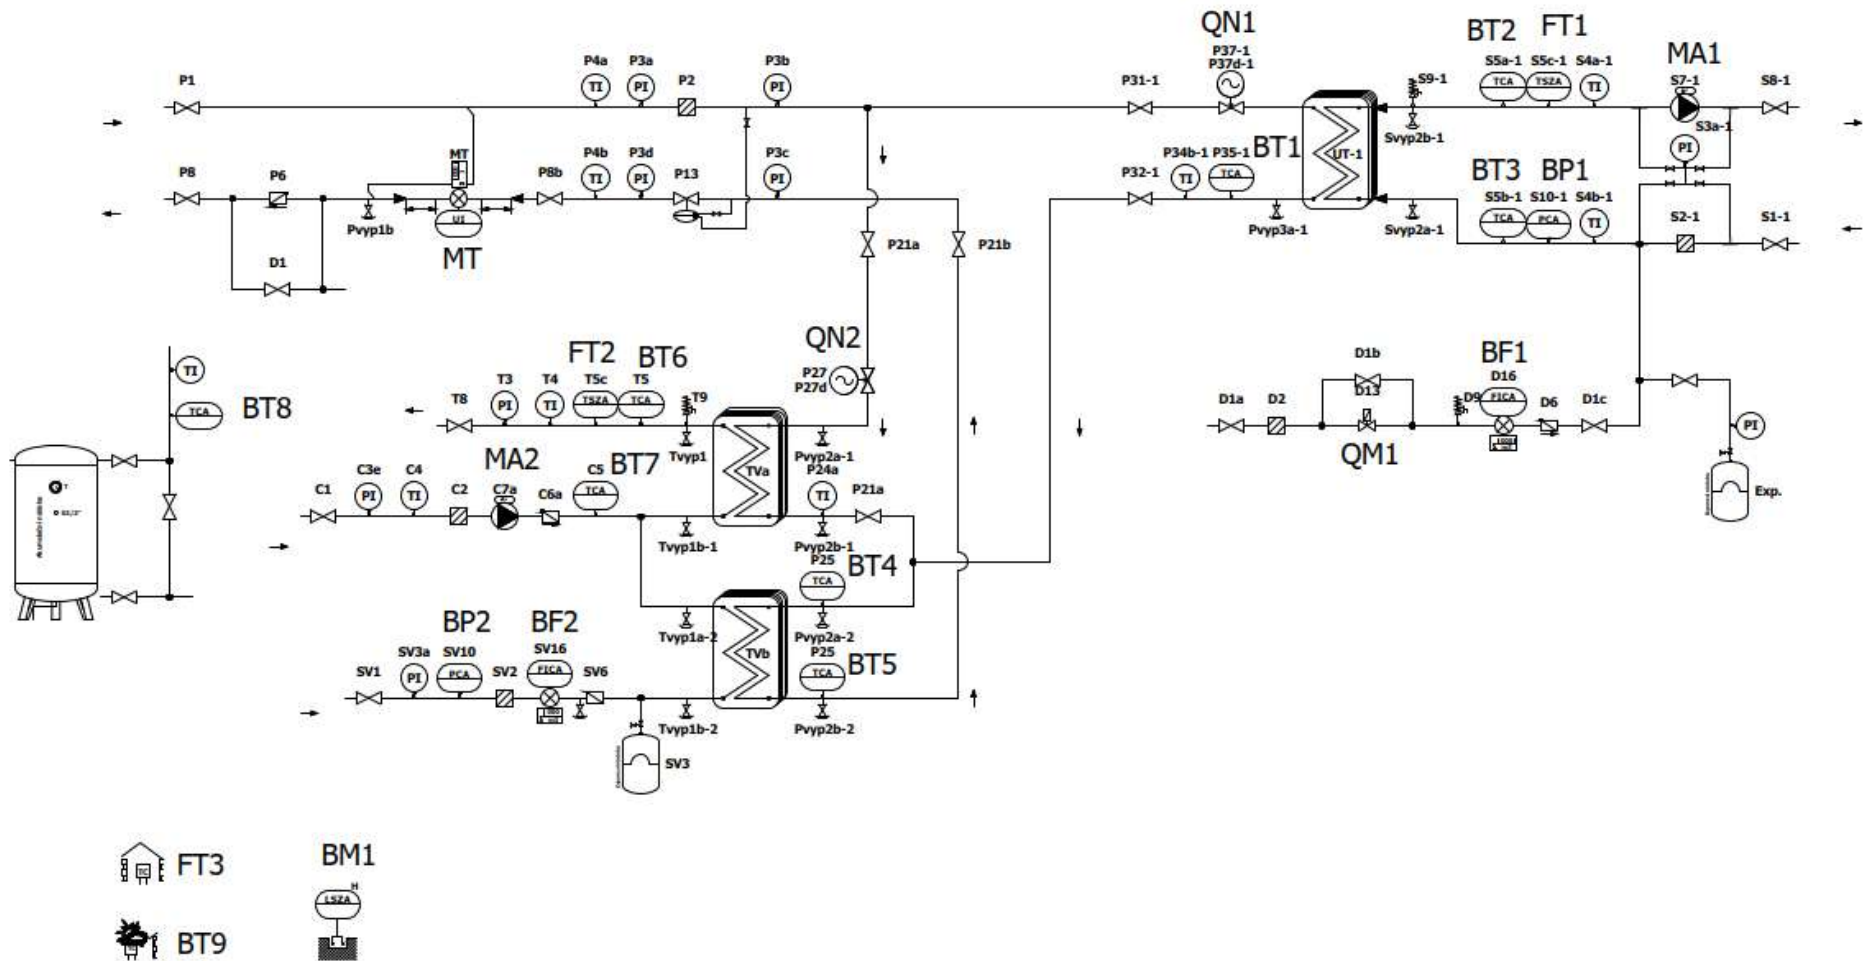 QN1
P37-1
P37d-1
BT2
FT1
MA1
P1
P4a
P3a
P2
P3b
P31-1
S9-1
S5a-1
S5c-1
S4a-1
S7-1
S8-1
TI
PI
PI
TCA
TSZA
TI
Svyp2b-1
S3a-1
PI
P8
P6
MT
P8b
P4b
P3d
P13
P3c
P32-1
P34b-1
P35-1
BT1
UT-1
BT3
BP1
TI
PI
PI
TI
TCA
S5b-1
S10-1
S4b-1
S2-1
S1-1
Pvyp1b
UI
TCA
PCA
TI
Pvyp3a-1
Svyp2a-1
MT
P21a
P21b
D1
QN2
FT2
BT6
P27
P27d
BF1
D1b
D16
TI
T3
T4
T5c
T5
T8
T9
PI
TI
TSZA
TCA
D1a
D2
D13
D9
FICA
D6
D1c
TCA
BT8
PI
QM1
Tvyp1
Pvyp2a-1
MA2
BT7
TVa
P24a
C1
C3e
C4
C2
C7a
C6a
C5
P21a
PI
TI
TCA
TI
Exp.
T
Tvyp1b-1
Pvyp2b-1
P25
BT4
TCA
BP2
BF2
Tvyp1a-2
Pvyp2a-2
SV1
SV3a
SV10
SV2
SV16
SV6
TVb
P25
BT5
PI
PCA
FICA
TCA
Tvyp1b-2
Pvyp2b-2
SV3
FT3
TC
BM1
H
LSZA
BT9